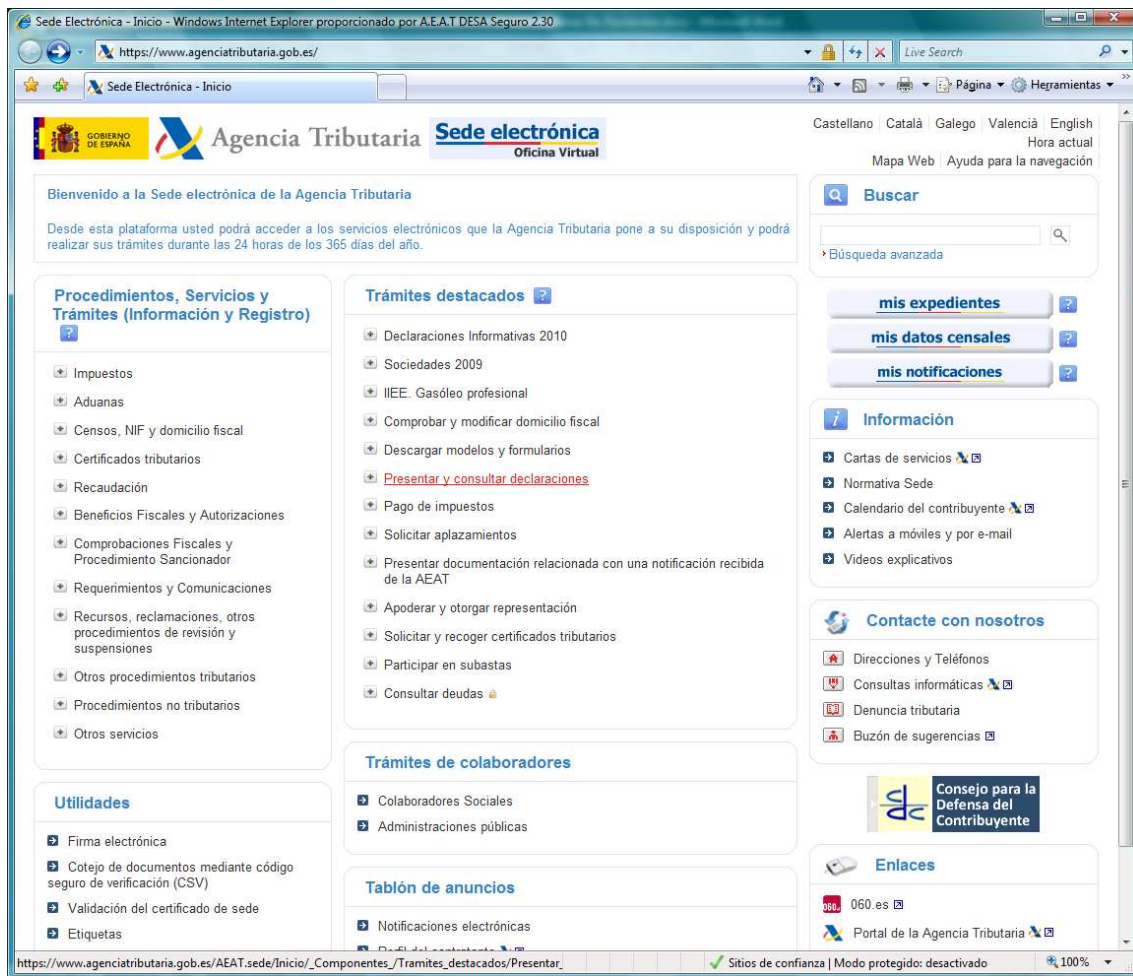 Sede Electrónica - Inicio - Windows Internet Explorer proporcionado por A.E.A.T DESA Seguro 2.30
https://www.agenciatributaria.gob.es/
Live Search
Sede Electrónica - Inicio
Página
Herramientas
GOBIERNO
DE ESPAÑA
Agencia Tributaria
Sede electrónica
Oficina Virtual
Castellano Català Galego Valencià English
Hora actual
Mapa Web Ayuda para la navegación
Bienvenido a la Sede electrónica de la Agencia Tributaria
Desde esta plataforma usted podrá acceder a los servicios electrónicos que la Agencia Tributaria pone a su disposición y podrá
realizar sus trámites durante las 24 horas de los 365 días del año.
Procedimientos, Servicios y
Trámites (Información y Registro)
?
Impuestos
Aduanas
Censos, NIF y domicilio fiscal
Certificados tributarios
Recaudación
Beneficios Fiscales y Autorizaciones
Comprobaciones Fiscales y
Procedimiento Sancionador
Requerimientos y Comunicaciones
Recursos, reclamaciones, otros
procedimientos de revisión y
suspensiones
Otros procedimientos tributarios
Procedimientos no tributarios
Otros servicios
Utilidades
Firma electrónica
Cotejo de documentos mediante código
seguro de verificación (CSV)
Validación del certificado de sede
Etiquetas
Trámites destacados ?
Declaraciones Informativas 2010
Sociedades 2009
IIEE. Gasóleo profesional
Comprobar y modificar domicilio fiscal
Descargar modelos y formularios
Presentar y consultar declaraciones
Pago de impuestos
Solicitar aplazamientos
Presentar documentación relacionada con una notificación recibida
de la AEAT
Apoderar y otorgar representación
Solicitar y recoger certificados tributarios
Participar en subastas
Consultar deudas
Trámites de colaboradores
Colaboradores Sociales
Administraciones públicas
Tablón de anuncios
Notificaciones electrónicas
Perfil del contratante
Buscar
Búsqueda avanzada
mis expedientes ?
mis datos censales ?
mis notificaciones ?
Información
Cartas de servicios
Normativa Sede
Calendario del contribuyente
Alertas a móviles y por e-mail
Videos explicativos
Contacte con nosotros
Direcciones y Teléfonos
Consultas informáticas
Denuncia tributaria
Buzón de sugerencias
cdc
Consejo para la
Defensa del
Contribuyente
Enlaces
060.es
Portal de la Agencia Tributaria
https://www.agenciatributaria.gob.es/AEAT.sede/Inicio/_Componentes_/Tramites_destacados/Presentar_
Sitios de confianza | Modo protegido: desactivado
100%